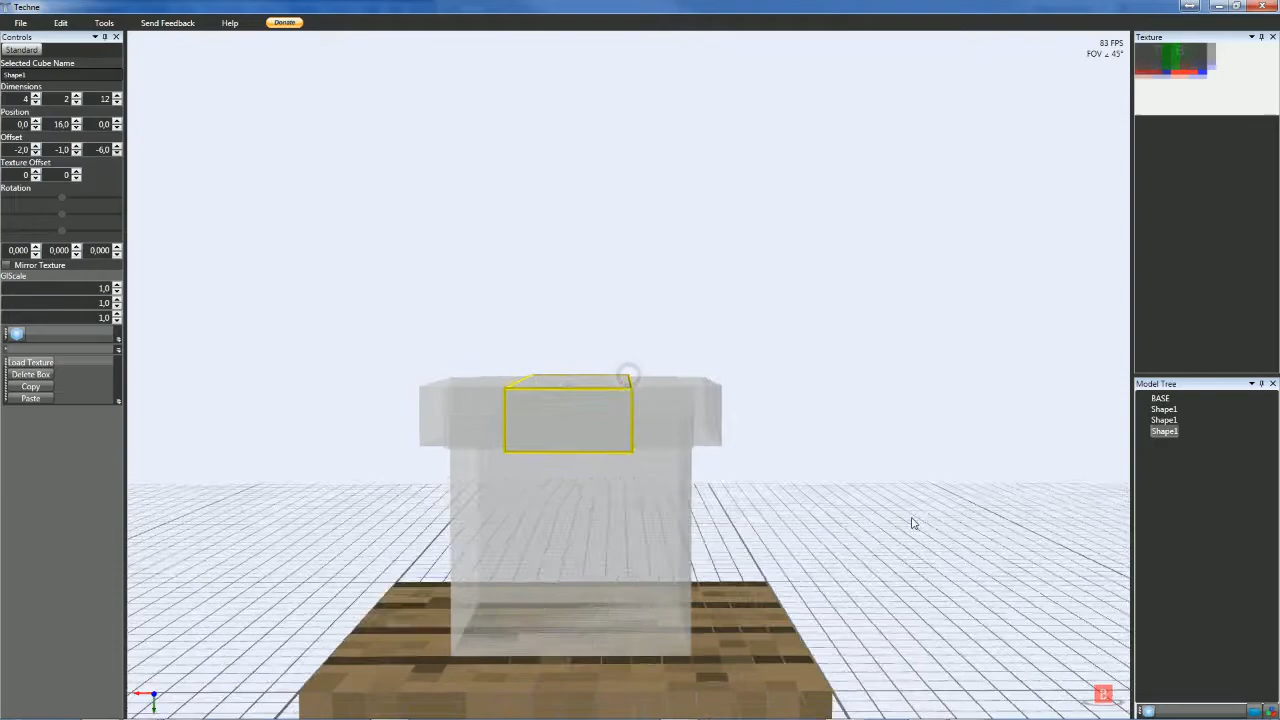 Techne
File Edit Tools Send Feedback Help Donate
Controls
Standard
Selected Cube Name
Shape1
Dimensions
4 2 12
Position
0,0 16,0 0,0
Offset
-2,0 -1,0 -6,0
Texture Offset
0 0
Rotation
0,000 0,000 0,000
Mirror Texture
GlScale
1,0
1,0
1,0
Load Texture
Delete Box
Copy
Paste
83 FPS
FOV ∠ 45°
B
Texture
B
Model Tree
BASE
Shape1
Shape1
Shape1